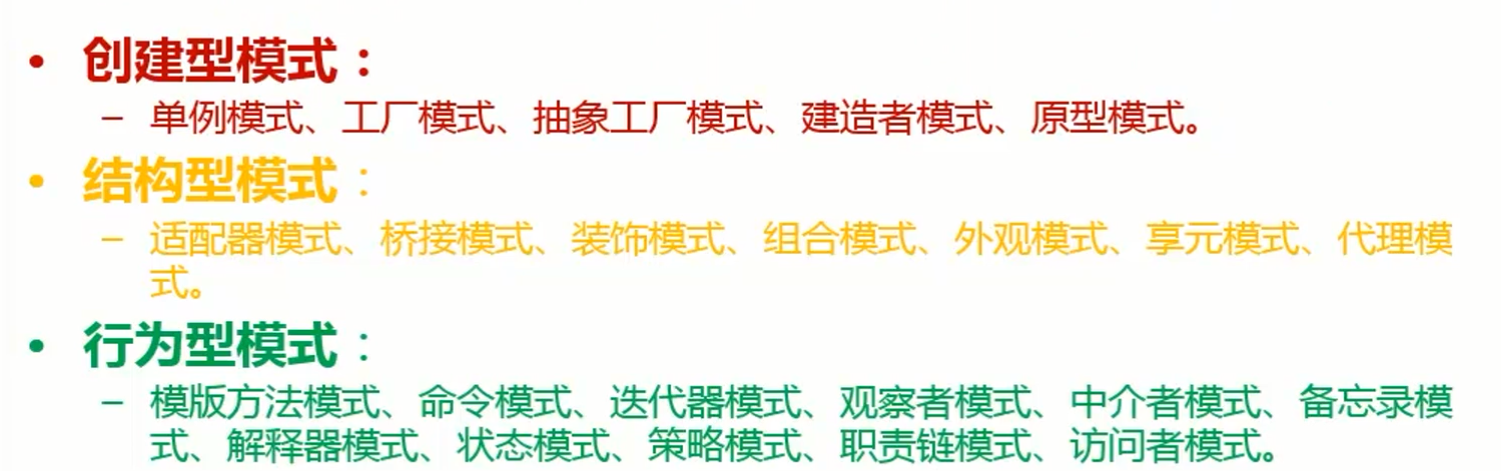 • 创建型模式：
– 单例模式、工厂模式、抽象工厂模式、建造者模式、原型模式。
• 结构型模式：
– 适配器模式、桥接模式、装饰模式、组合模式、外观模式、享元模式、代理模
式。
• 行为型模式：
– 模版方法模式、命令模式、迭代器模式、观察者模式、中介者模式、备忘录模
式、解释器模式、状态模式、策略模式、职责链模式、访问者模式。